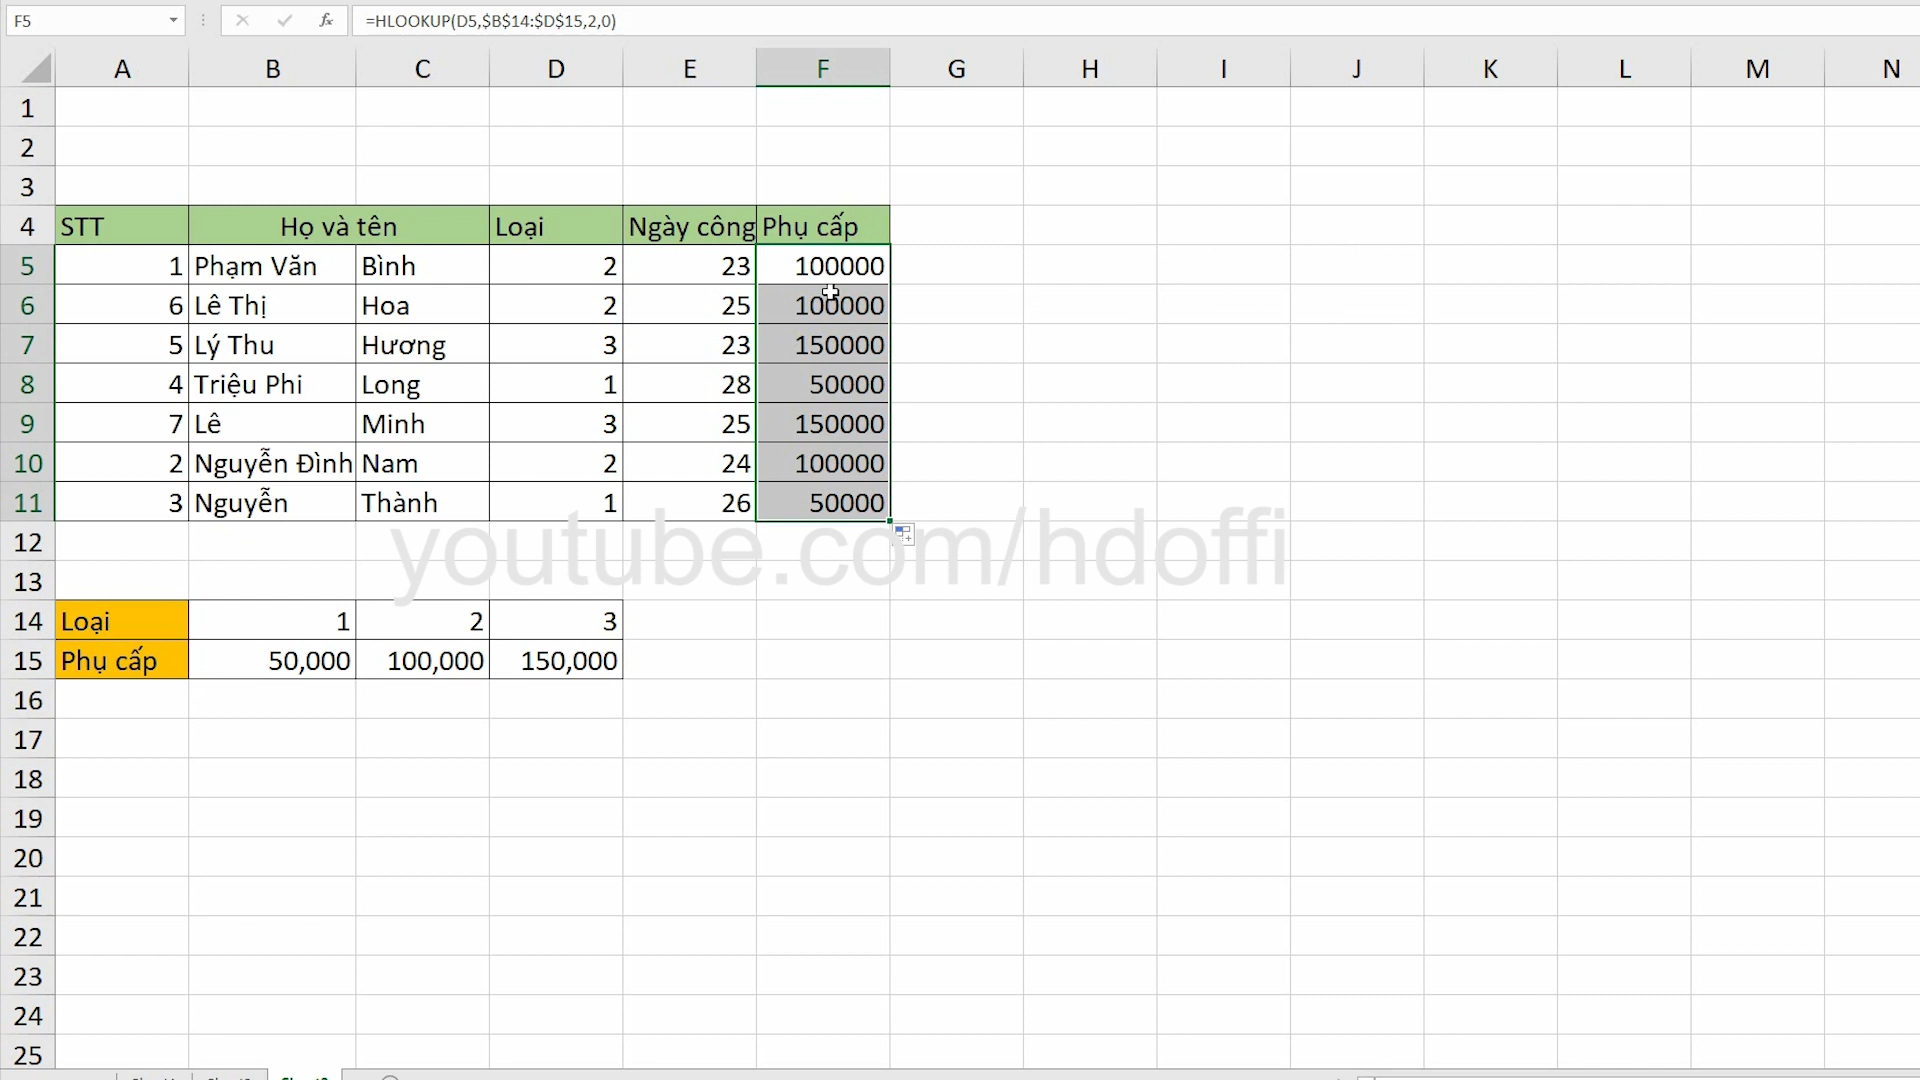 F5 fx =HLOOKUP(D5,$B$14:$D$15,2,0)
A B C D E F G H I J K L M N
1
2
3
4 STT Họ và tên Loại Ngày công Phụ cấp
5 1 Phạm Văn Bình 2 23 100000
6 6 Lê Thị Hoa 2 25 100000
7 5 Lý Thu Hương 3 23 150000
8 4 Triệu Phi Long 1 28 50000
9 7 Lê Minh 3 25 150000
10 2 Nguyễn Đình Nam 2 24 100000
11 3 Nguyễn Thành 1 26 50000
youtube.com/hdoffi
12
13
14 Loại 1 2 3
15 Phụ cấp 50,000 100,000 150,000
16
17
18
19
20
21
22
23
24
25